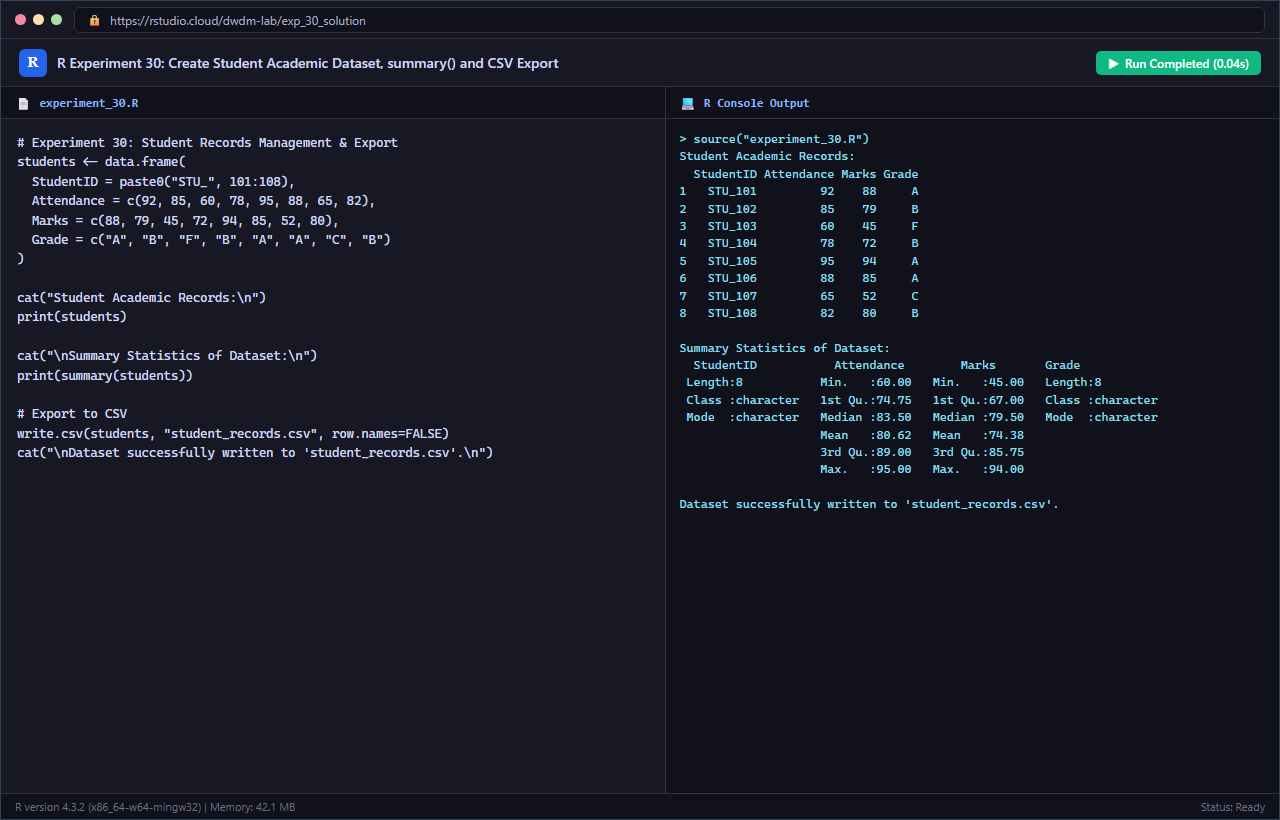 https://rstudio.cloud/dwdm-lab/exp_30_solution
R
R Experiment 30: Create Student Academic Dataset, summary() and CSV Export
▶ Run Completed (0.04s)
experiment_30.R
# Experiment 30: Student Records Management & Export
students <- data.frame(
  StudentID = paste0("STU_", 101:108),
  Attendance = c(92, 85, 60, 78, 95, 88, 65, 82),
  Marks = c(88, 79, 45, 72, 94, 85, 52, 80),
  Grade = c("A", "B", "F", "B", "A", "A", "C", "B")
)
cat("Student Academic Records:\n")
print(students)
cat("\nSummary Statistics of Dataset:\n")
print(summary(students))
# Export to CSV
write.csv(students, "student_records.csv", row.names=FALSE)
cat("\nDataset successfully written to 'student_records.csv'.\n")
R Console Output
> source("experiment_30.R")
Student Academic Records:
  StudentID Attendance Marks Grade
1   STU_101         92    88     A
2   STU_102         85    79     B
3   STU_103         60    45     F
4   STU_104         78    72     B
5   STU_105         95    94     A
6   STU_106         88    85     A
7   STU_107         65    52     C
8   STU_108         82    80     B
Summary Statistics of Dataset:
  StudentID           Attendance        Marks       Grade
 Length:8           Min.   :60.00   Min.   :45.00   Length:8
 Class :character   1st Qu.:74.75   1st Qu.:67.00   Class :character
 Mode  :character   Median :83.50   Median :79.50   Mode  :character
                    Mean   :80.62   Mean   :74.38
                    3rd Qu.:89.00   3rd Qu.:85.75
                    Max.   :95.00   Max.   :94.00
Dataset successfully written to 'student_records.csv'.
R version 4.3.2 (x86_64-w64-mingw32) | Memory: 42.1 MB
Status: Ready